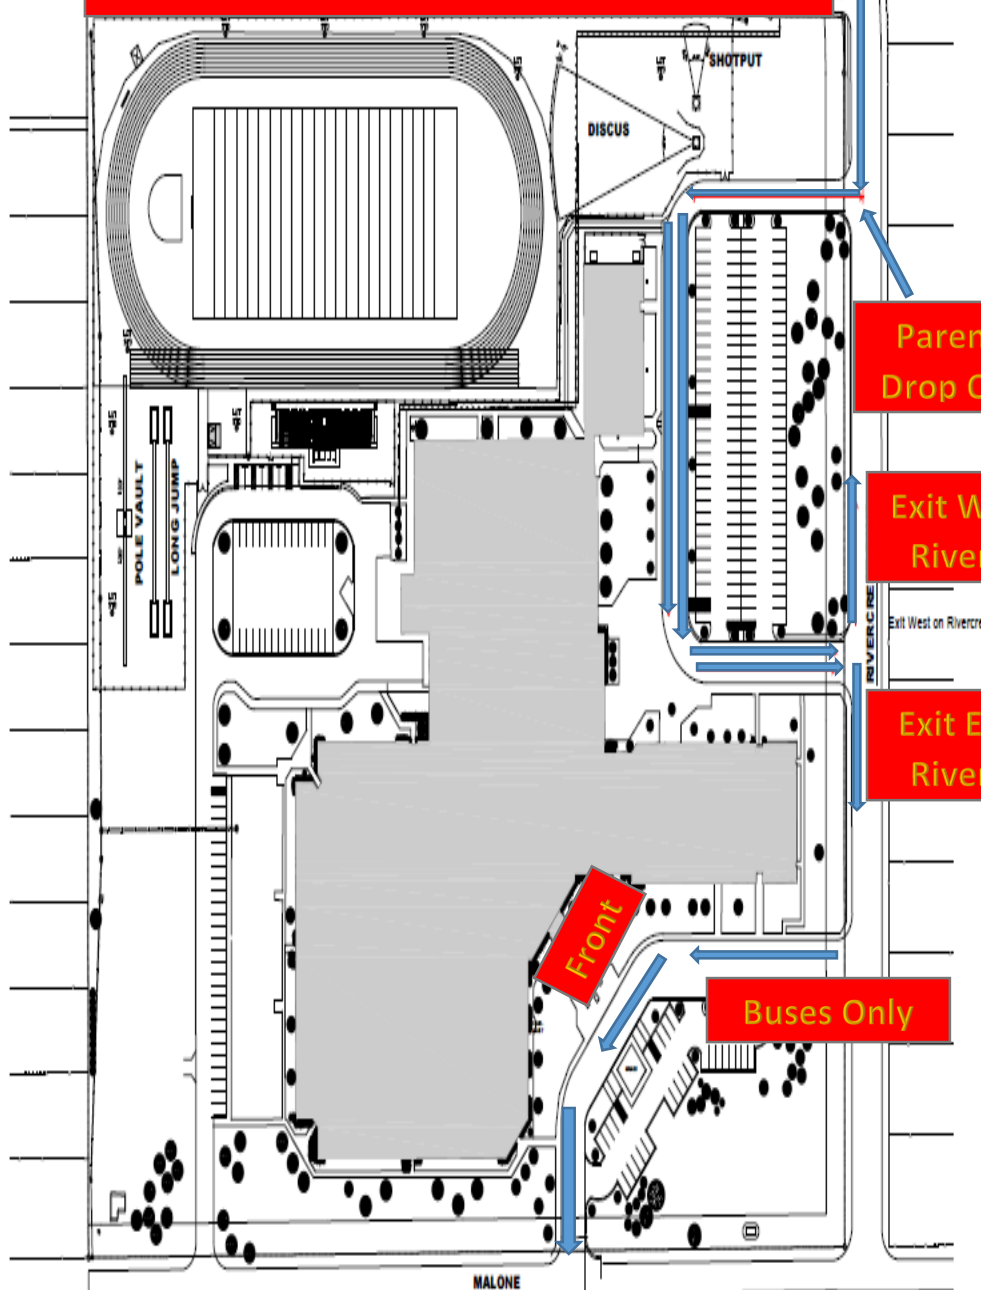 SHOTPUT
DISCUS
Paren
Drop O
POLE VAULT
LONG JUMP
Exit W
River
RIVERCRE
Exit West on Rivercre
Exit E
River
Front
Buses Only
MALONE